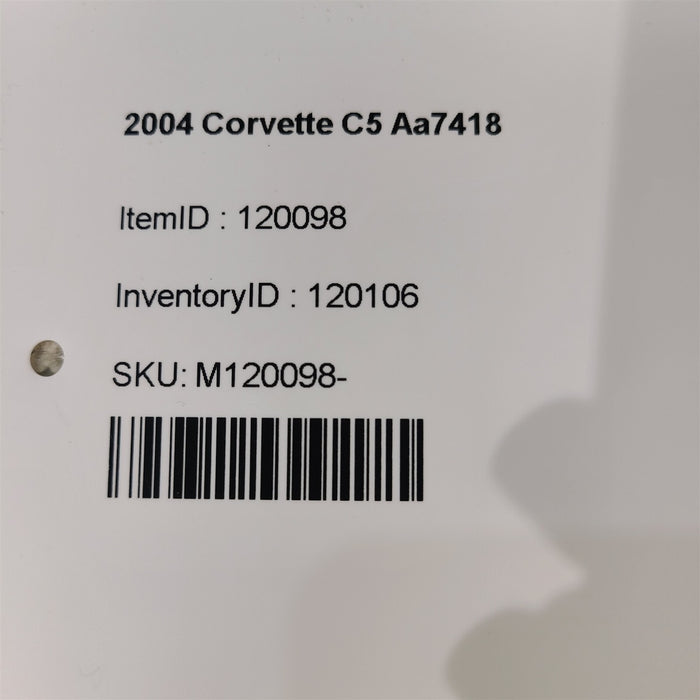 2004 Corvette C5 Aa7418
ItemID : 120098
InventoryID : 120106
SKU: M120098-